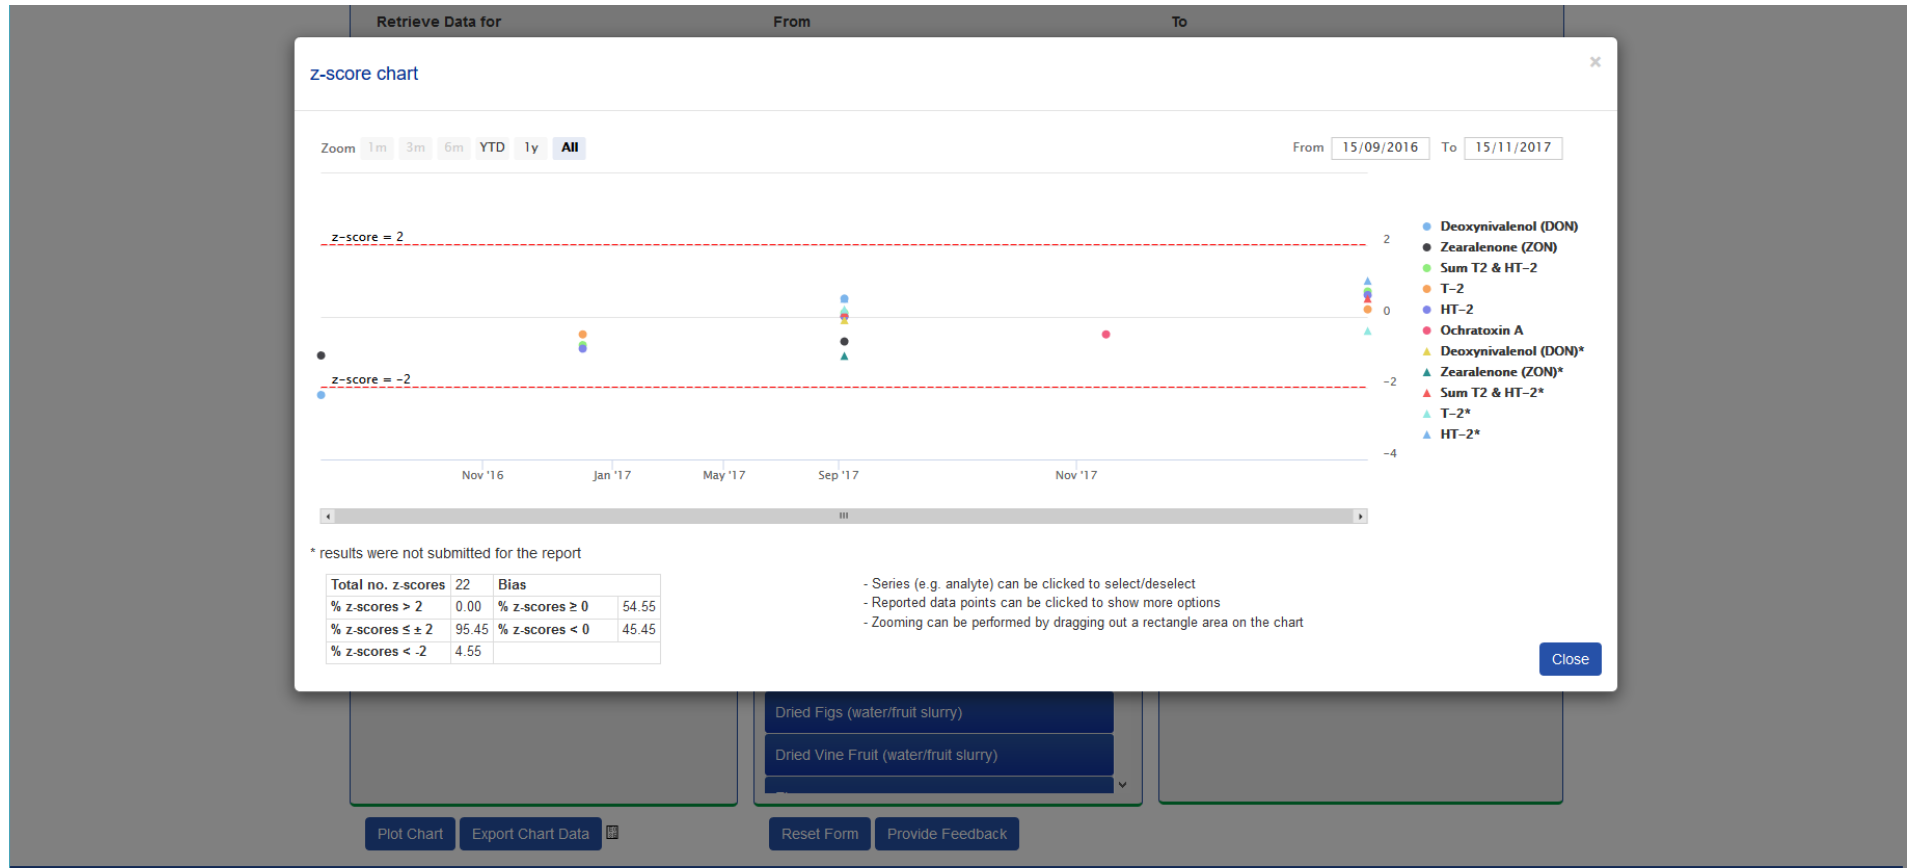 Retrieve Data for From To
z-score chart ×
Zoom 1m 3m 6m YTD 1y All From 15/09/2016 To 15/11/2017
z-score = 2
z-score = -2
2
0
-2
-4
Nov '16 Jan '17 May '17 Sep '17 Nov '17
Deoxynivalenol (DON)
Zearalenone (ZON)
Sum T2 & HT-2
T-2
HT-2
Ochratoxin A
Deoxynivalenol (DON)*
Zearalenone (ZON)*
Sum T2 & HT-2*
T-2*
HT-2*
* results were not submitted for the report
Total no. z-scores 22 Bias
% z-scores > 2 0.00 % z-scores ≥ 0 54.55
% z-scores ≤ ± 2 95.45 % z-scores < 0 45.45
% z-scores < -2 4.55
- Series (e.g. analyte) can be clicked to select/deselect
- Reported data points can be clicked to show more options
- Zooming can be performed by dragging out a rectangle area on the chart
Close
Dried Figs (water/fruit slurry)
Dried Vine Fruit (water/fruit slurry)
Plot Chart Export Chart Data Reset Form Provide Feedback